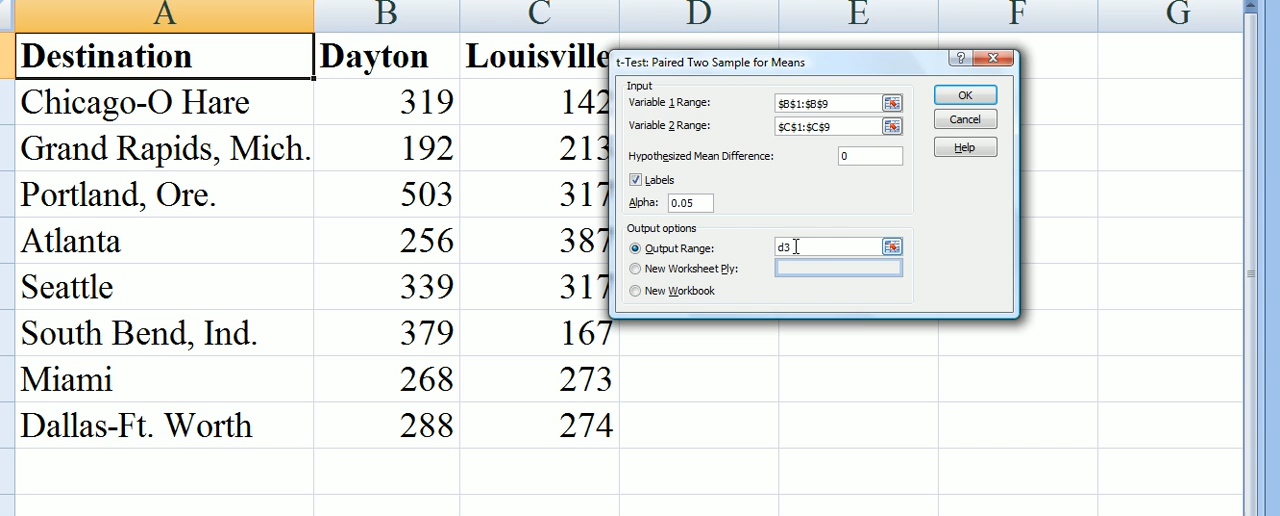 A B C D E F G
Destination Dayton Louisville
Chicago-O Hare 319 142
Grand Rapids, Mich. 192 213
Portland, Ore. 503 317
Atlanta 256 387
Seattle 339 317
South Bend, Ind. 379 167
Miami 268 273
Dallas-Ft. Worth 288 274
t-Test: Paired Two Sample for Means ?
Input
Variable 1 Range: $B$1:$B$9
Variable 2 Range: $C$1:$C$9
Hypothesized Mean Difference: 0
Labels
Alpha: 0.05
Output options
Output Range: d3
New Worksheet Ply:
New Workbook
OK
Cancel
Help